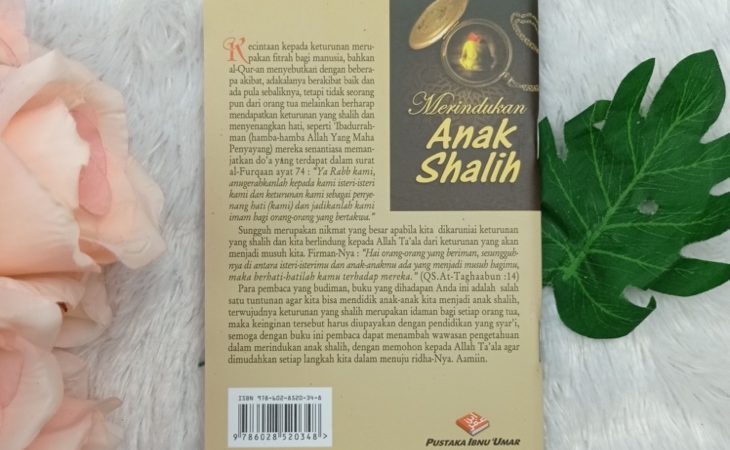 Kecintaan kepada keturunan meru-
pakan fitrah bagi manusia, bahkan
al-Qur-an menyebutkan dengan bebera-
pa akibat, adakalanya berakibat baik dan
ada pula sebaliknya, tetapi tidak seorang
pun dari orang tua melainkan berharap
mendapatkan keturunan yang shalih dan
menyenangkan hati, seperti 'Ibadurrah-
man (hamba-hamba Allah Yang Maha
Penyayang) mereka senantiasa meman-
jatkan do'a yang terdapat dalam surat
al-Furqaan ayat 74 : "Ya Rabb kami,
anugerahkanlah kepada kami isteri-isteri
kami dan keturunan kami sebagai penye-
nang hati (kami) dan jadikanlah kami
imam bagi orang-orang yang bertakwa."
Merindukan
Anak
Shalih
Sungguh merupakan nikmat yang besar apabila kita dikaruniai keturunan
yang shalih dan kita berlindung kepada Allah Ta'ala dari keturunan yang akan
menjadi musuh kita. Firman-Nya : "Hai orang-orang yang beriman, sesungguh-
nya di antara isteri-isterimu dan anak-anakmu ada yang menjadi musuh bagimu,
maka berhati-hatilah kamu terhadap mereka." (QS.At-Taghaabun :14)
Para pembaca yang budiman, buku yang dihadapan Anda ini adalah salah
satu tuntunan agar kita bisa mendidik anak-anak kita menjadi anak shalih,
terwujudnya keturunan yang shalih merupakan idaman bagi setiap orang tua,
maka keinginan tersebut harus diupayakan dengan pendidikan yang syar'i,
semoga dengan buku ini pembaca dapat menambah wawasan pengetahuan
dalam merindukan anak shalih, dengan memohon kepada Allah Ta'ala agar
dimudahkan setiap langkah kita dalam menuju ridha-Nya. Aamiin.
ISBN 978-602-8520-34-8
9 786028 520348 >
PUSTAKA IBNU 'UMAR